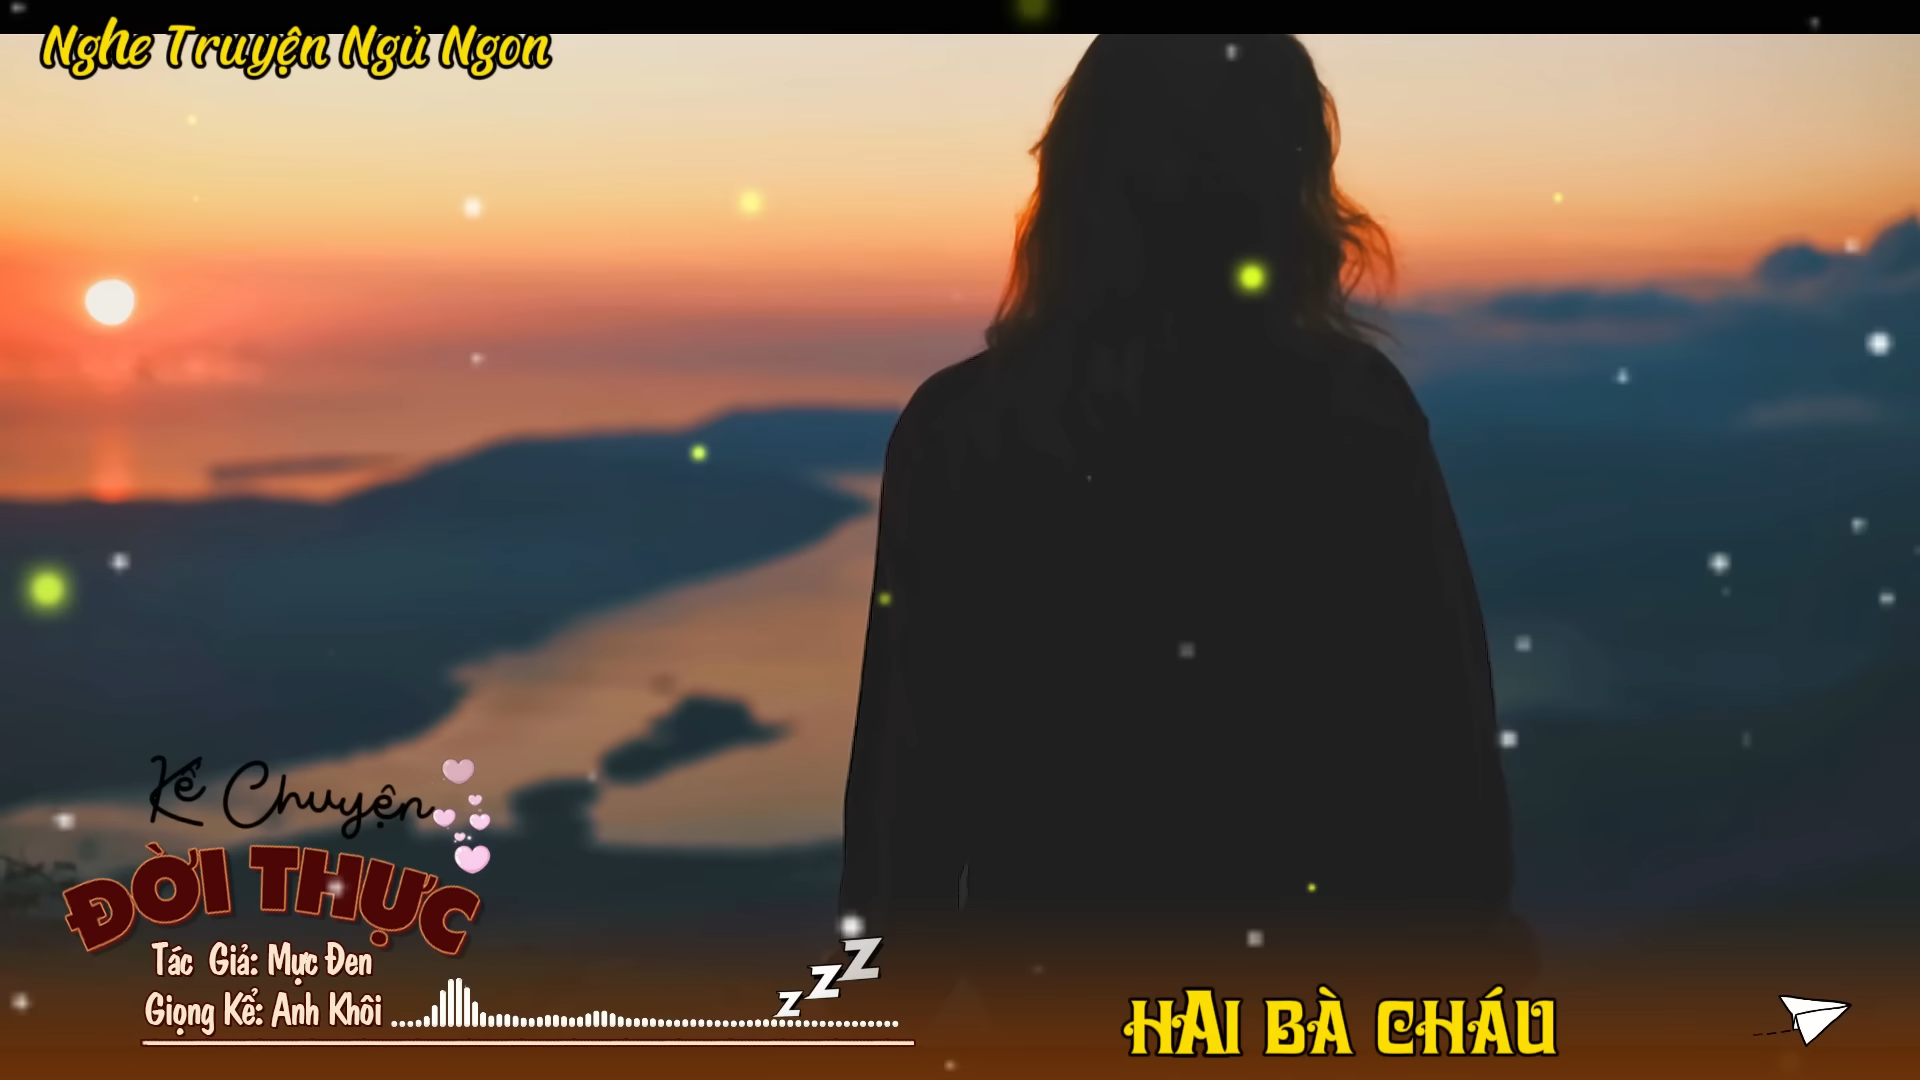 Nghe Truyện Ngủ Ngon
Kể Chuyện
ĐỜI THỰC
Tác Giả: Mực Đen
Giọng Kể: Anh Khôi
zzZ
HAI BÀ CHÁU